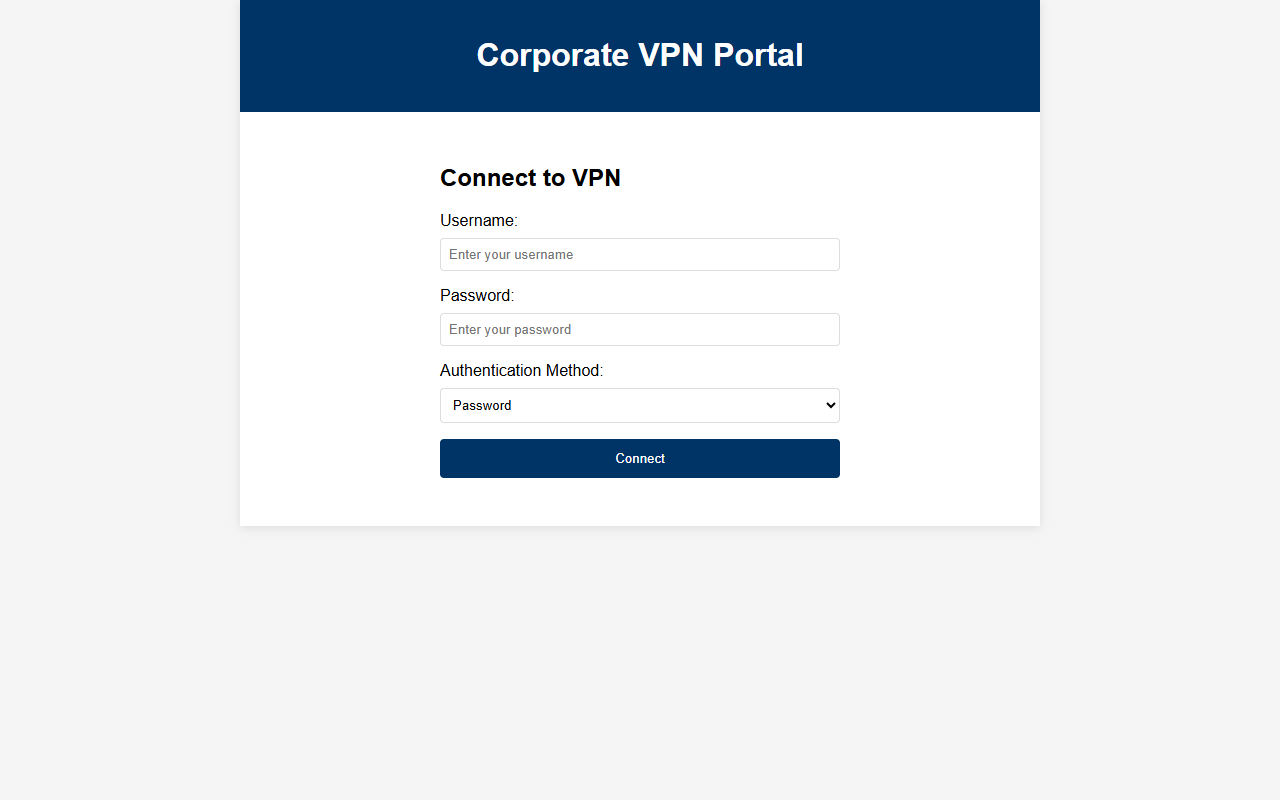 Corporate VPN Portal
Connect to VPN
Username:
Enter your username
Password:
Enter your password
Authentication Method:
Password
Connect